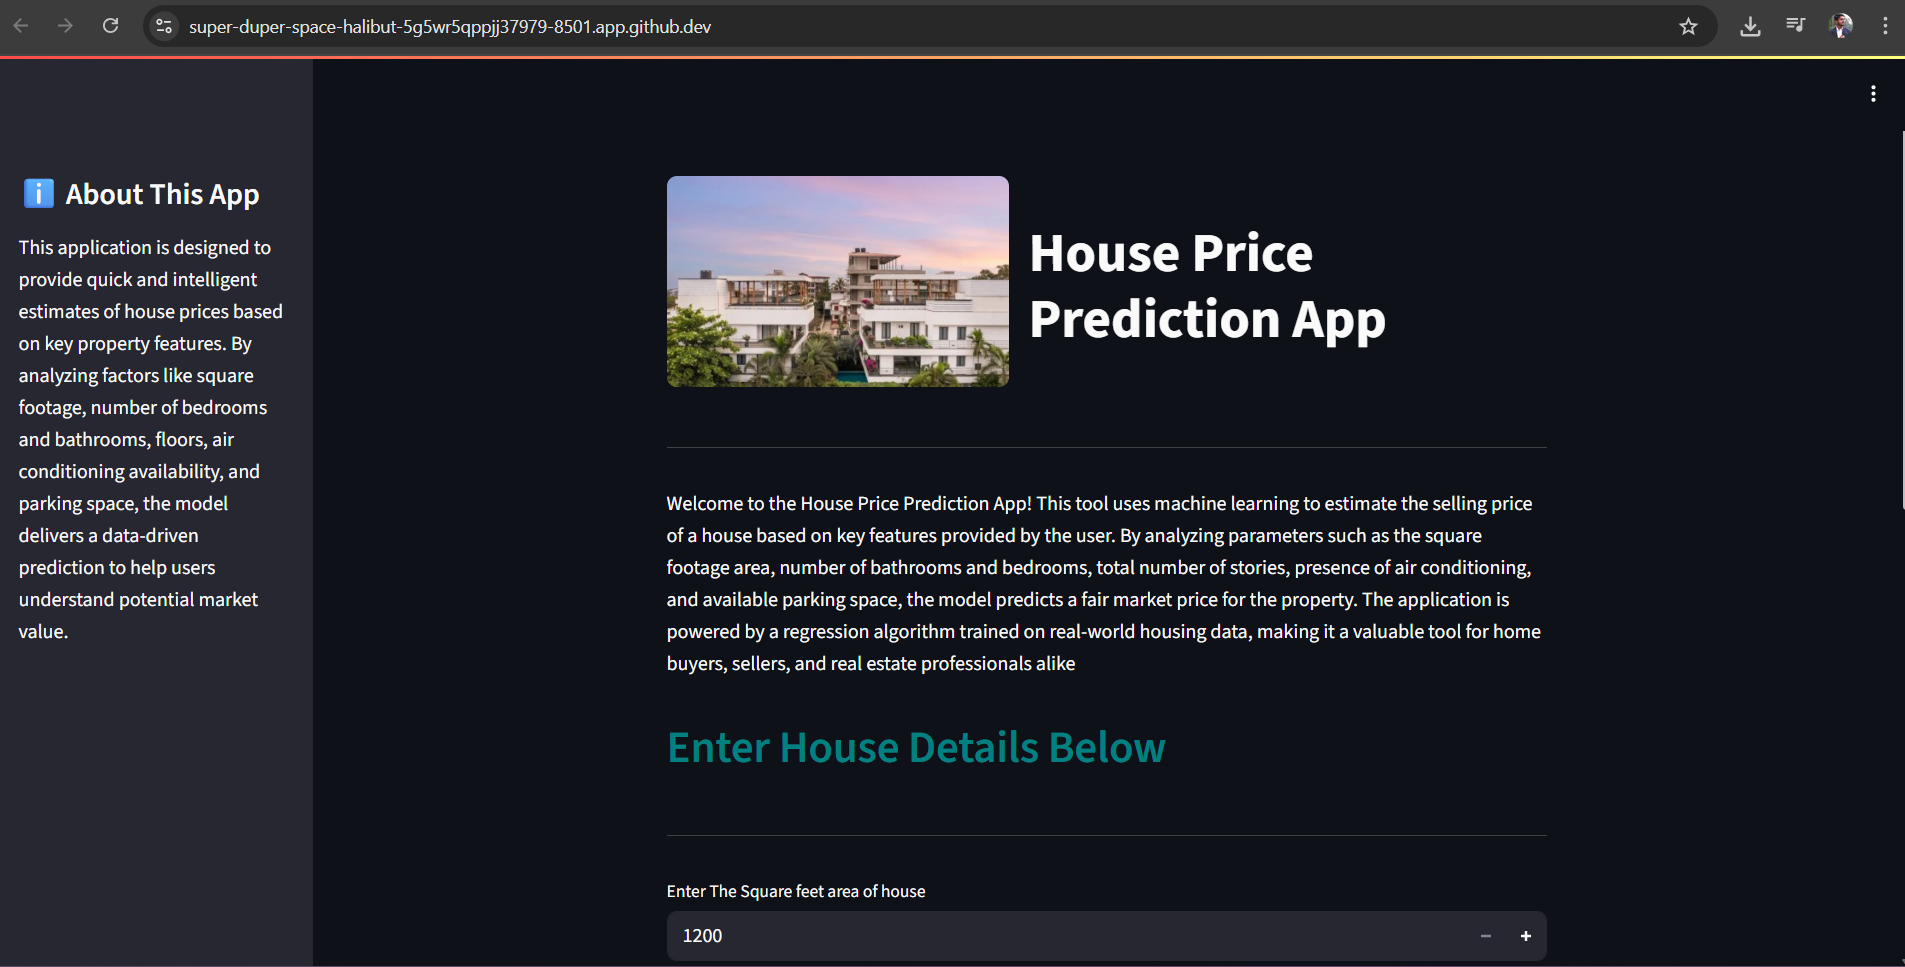 super-duper-space-halibut-5g5wr5qppjj37979-8501.app.github.dev
i About This App
This application is designed to
provide quick and intelligent
estimates of house prices based
on key property features. By
analyzing factors like square
footage, number of bedrooms
and bathrooms, floors, air
conditioning availability, and
parking space, the model
delivers a data-driven
prediction to help users
understand potential market
value.
House Price
Prediction App
Welcome to the House Price Prediction App! This tool uses machine learning to estimate the selling price
of a house based on key features provided by the user. By analyzing parameters such as the square
footage area, number of bathrooms and bedrooms, total number of stories, presence of air conditioning,
and available parking space, the model predicts a fair market price for the property. The application is
powered by a regression algorithm trained on real-world housing data, making it a valuable tool for home
buyers, sellers, and real estate professionals alike
Enter House Details Below
Enter The Square feet area of house
1200